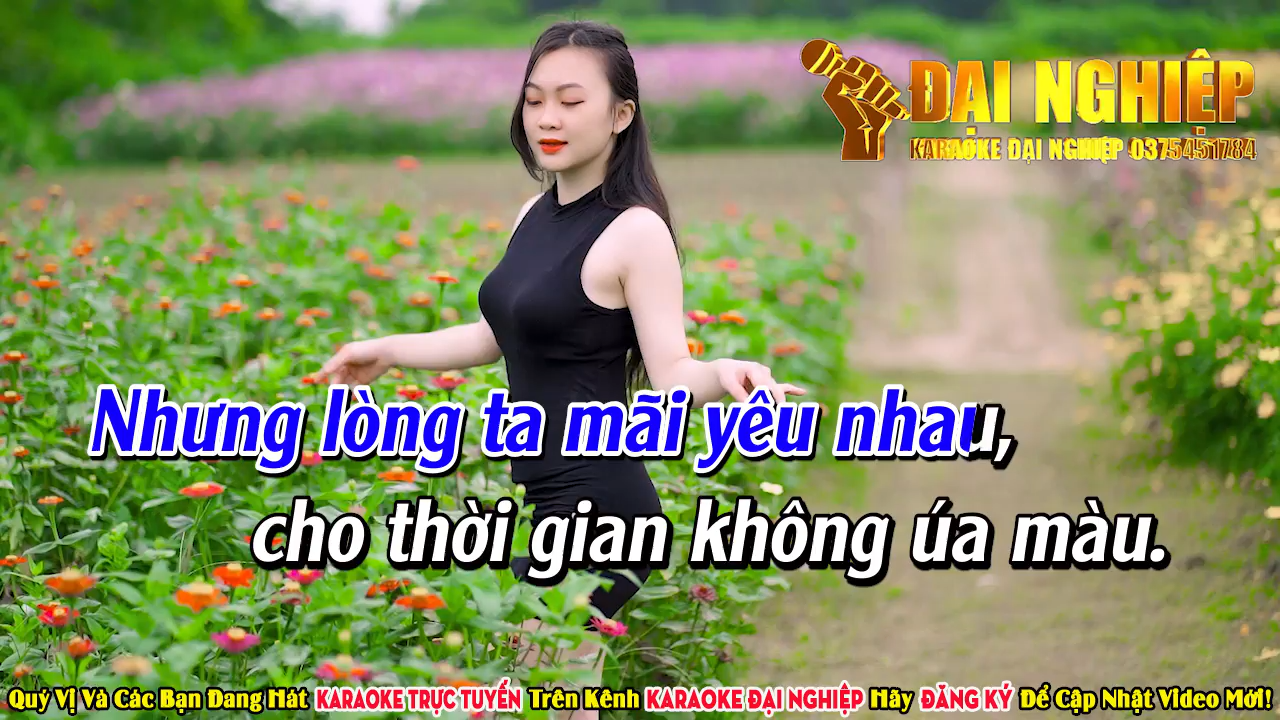 ĐẠI NGHIỆP
KARAOKE ĐẠI NGHIỆP 0375451784
Nhưng lòng ta mãi yêu nhau,
cho thời gian không úa màu.
Quý Vị Và Các Bạn Đang Hát KARAOKE TRỰC TUYẾN Trên Kênh KARAOKE ĐẠI NGHIỆP Hãy ĐĂNG KÝ Để Cập Nhật Video Mới!